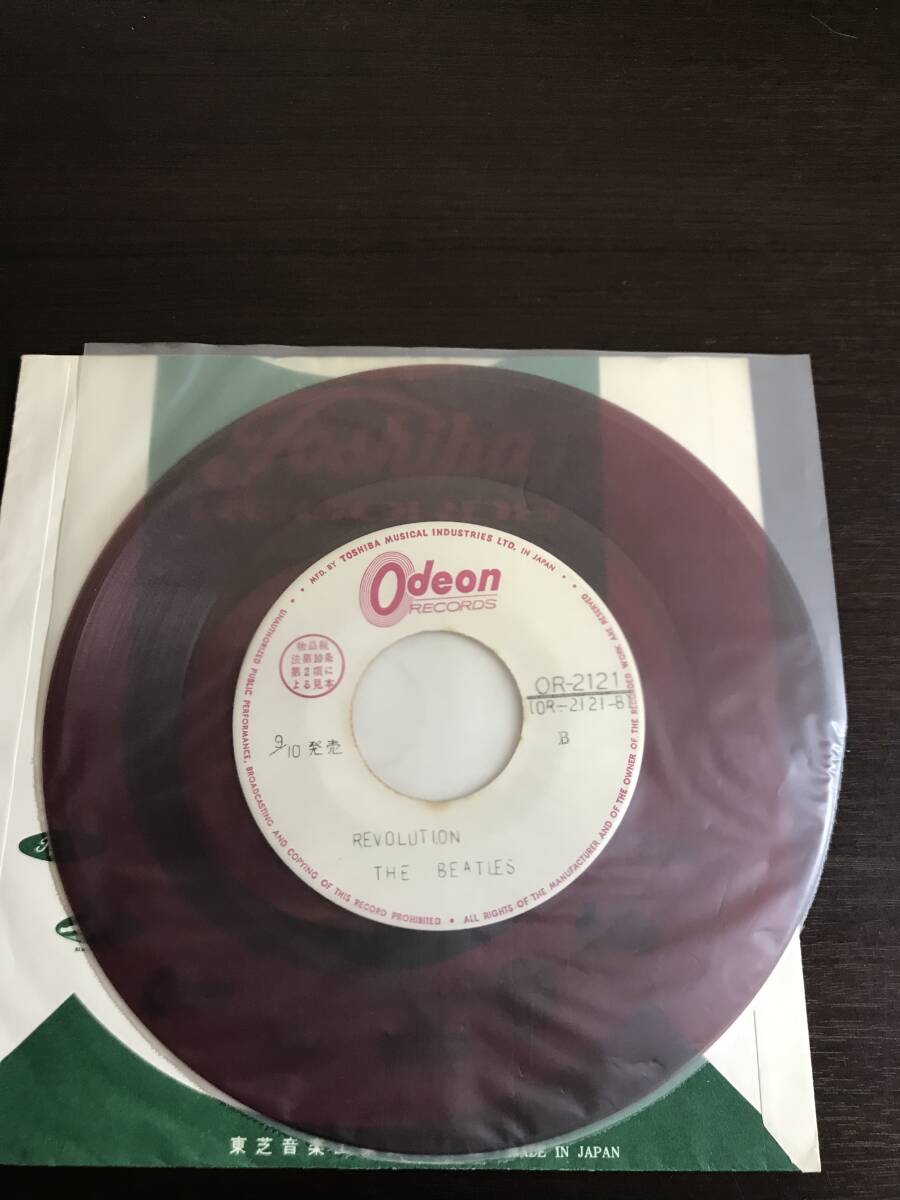 Toshiba
MFD. BY TOSHIBA MUSICAL INDUSTRIES LTD. IN JAPAN
Odeon
RECORDS
物品税
法第10条
第2項に
よる見本
OR-2121
(OR-2121-B)
9/10 発売
B
REVOLUTION
THE BEATLES
UNAUTHORIZED PUBLIC PERFORMANCE, BROADCASTING AND COPYING OF THIS RECORD PROHIBITED • ALL RIGHTS OF THE MANUFACTURER AND OF THE OWNER OF THE RECORDED WORK ARE RESERVED
東芝音楽工
MADE IN JAPAN